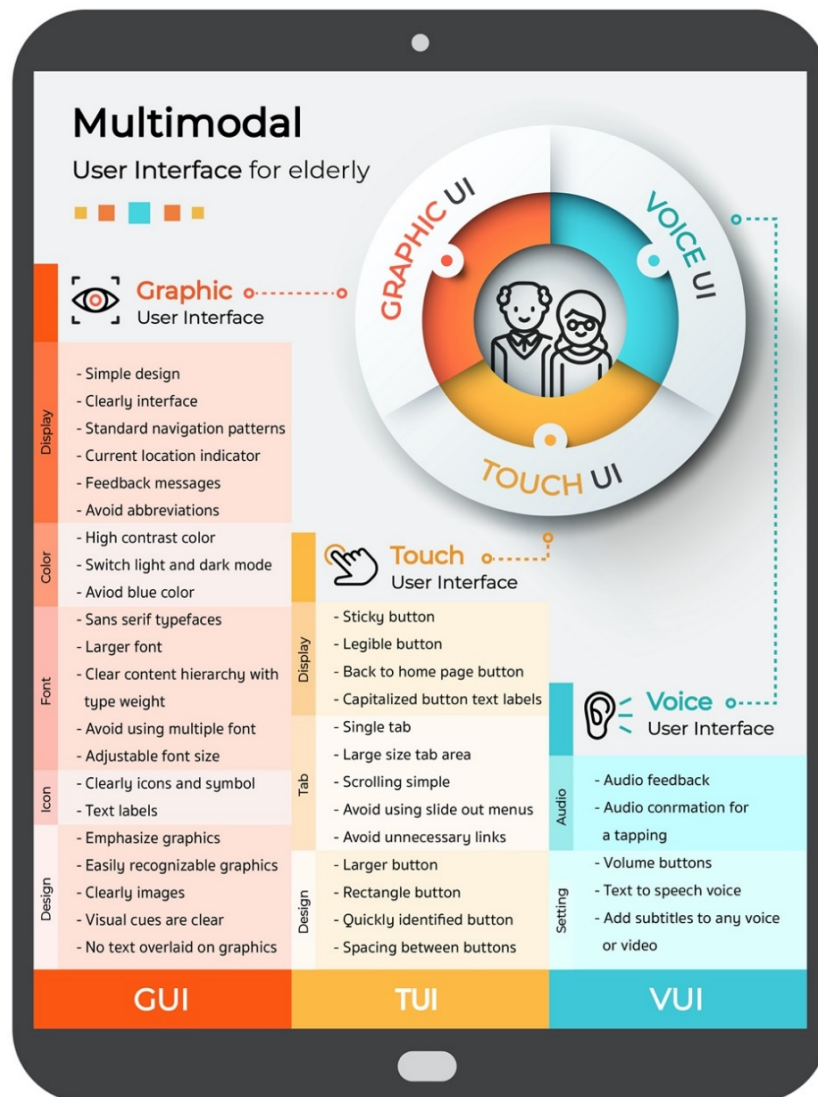 Multimodal
User Interface for elderly
GRAPHIC UI
VOICE UI
TOUCH UI
Graphic
User Interface
Display
- Simple design
- Clearly interface
- Standard navigation patterns
- Current location indicator
- Feedback messages
- Avoid abbreviations
Color
- High contrast color
- Switch light and dark mode
- Aviod blue color
Font
- Sans serif typefaces
- Larger font
- Clear content hierarchy with
type weight
- Avoid using multiple font
- Adjustable font size
Icon
- Clearly icons and symbol
- Text labels
Design
- Emphasize graphics
- Easily recognizable graphics
- Clearly images
- Visual cues are clear
- No text overlaid on graphics
GUI
Touch
User Interface
Display
- Sticky button
- Legible button
- Back to home page button
- Capitalized button text labels
Tab
- Single tab
- Large size tab area
- Scrolling simple
- Avoid using slide out menus
- Avoid unnecessary links
Design
- Larger button
- Rectangle button
- Quickly identified button
- Spacing between buttons
TUI
Voice
User Interface
Audio
- Audio feedback
- Audio conrmation for
a tapping
Setting
- Volume buttons
- Text to speech voice
- Add subtitles to any voice
or video
VUI